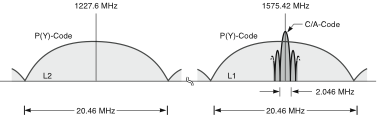 1227.6 MHz
1575.42 MHz
C/A-Code
P(Y)-Code
P(Y)-Code
L2
L1
2.046 MHz
20.46 MHz
20.46 MHz